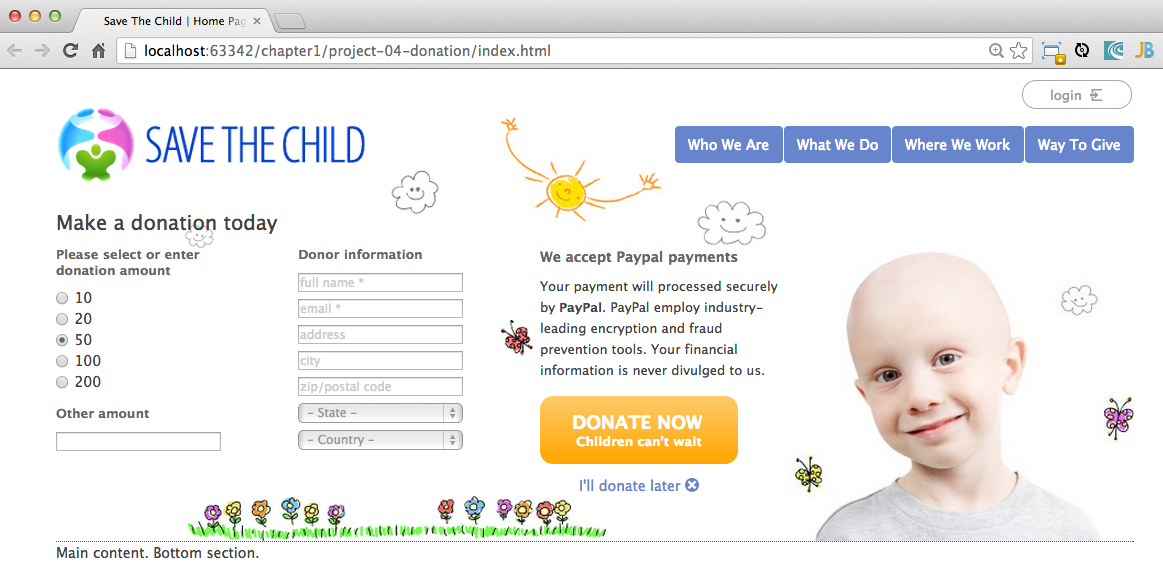 Save The Child | Home Pag
localhost:63342/chapter1/project-04-donation/index.html
JB
login
SAVE THE CHILD
Who We Are
What We Do
Where We Work
Way To Give
Make a donation today
Please select or enter
donation amount
10
20
50
100
200
Other amount
Donor information
full name *
email *
address
city
zip/postal code
– State –
– Country –
We accept Paypal payments
Your payment will processed securely
by PayPal. PayPal employ industry-
leading encryption and fraud
prevention tools. Your financial
information is never divulged to us.
DONATE NOW
Children can't wait
I'll donate later
Main content. Bottom section.